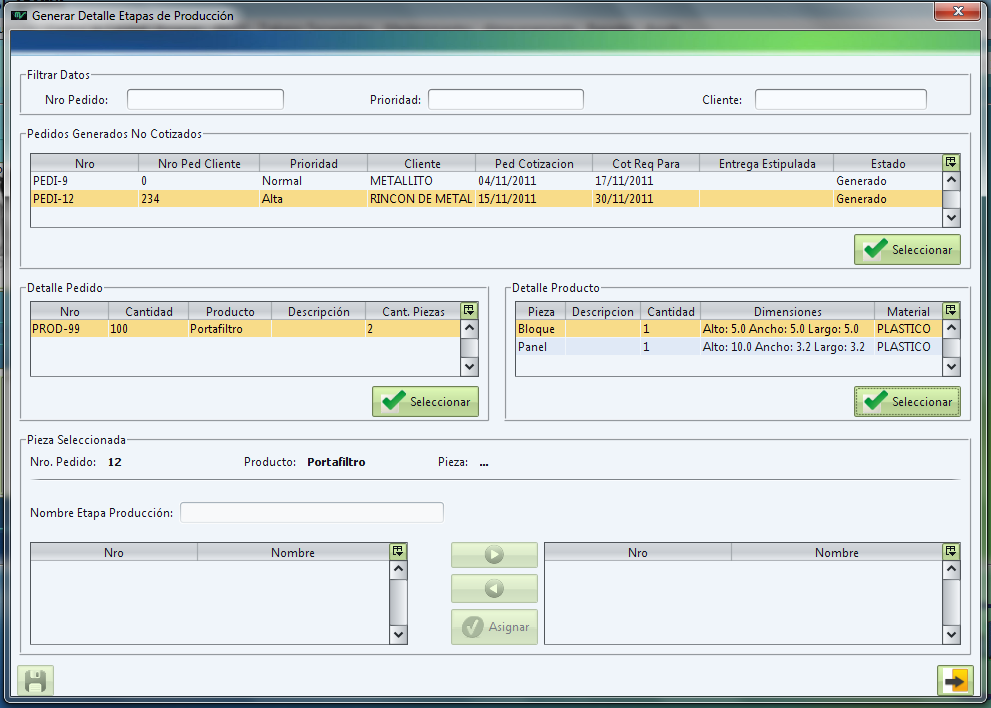 Generar Detalle Etapas de Producción
Filtrar Datos
Nro Pedido: Prioridad: Cliente:
Pedidos Generados No Cotizados
Nro Nro Ped Cliente Prioridad Cliente Ped Cotizacion Cot Req Para Entrega Estipulada Estado
PEDI-9 0 Normal METALLITO 04/11/2011 17/11/2011 Generado
PEDI-12 234 Alta RINCON DE METAL 15/11/2011 30/11/2011 Generado
Seleccionar
Detalle Pedido
Nro Cantidad Producto Descripción Cant. Piezas
PROD-99 100 Portafiltro 2
Seleccionar
Detalle Producto
Pieza Descripcion Cantidad Dimensiones Material
Bloque 1 Alto: 5.0 Ancho: 5.0 Largo: 5.0 PLASTICO
Panel 1 Alto: 10.0 Ancho: 3.2 Largo: 3.2 PLASTICO
Seleccionar
Pieza Seleccionada
Nro. Pedido: 12 Producto: Portafiltro Pieza: ...
Nombre Etapa Producción:
Nro Nombre
Asignar
Nro Nombre